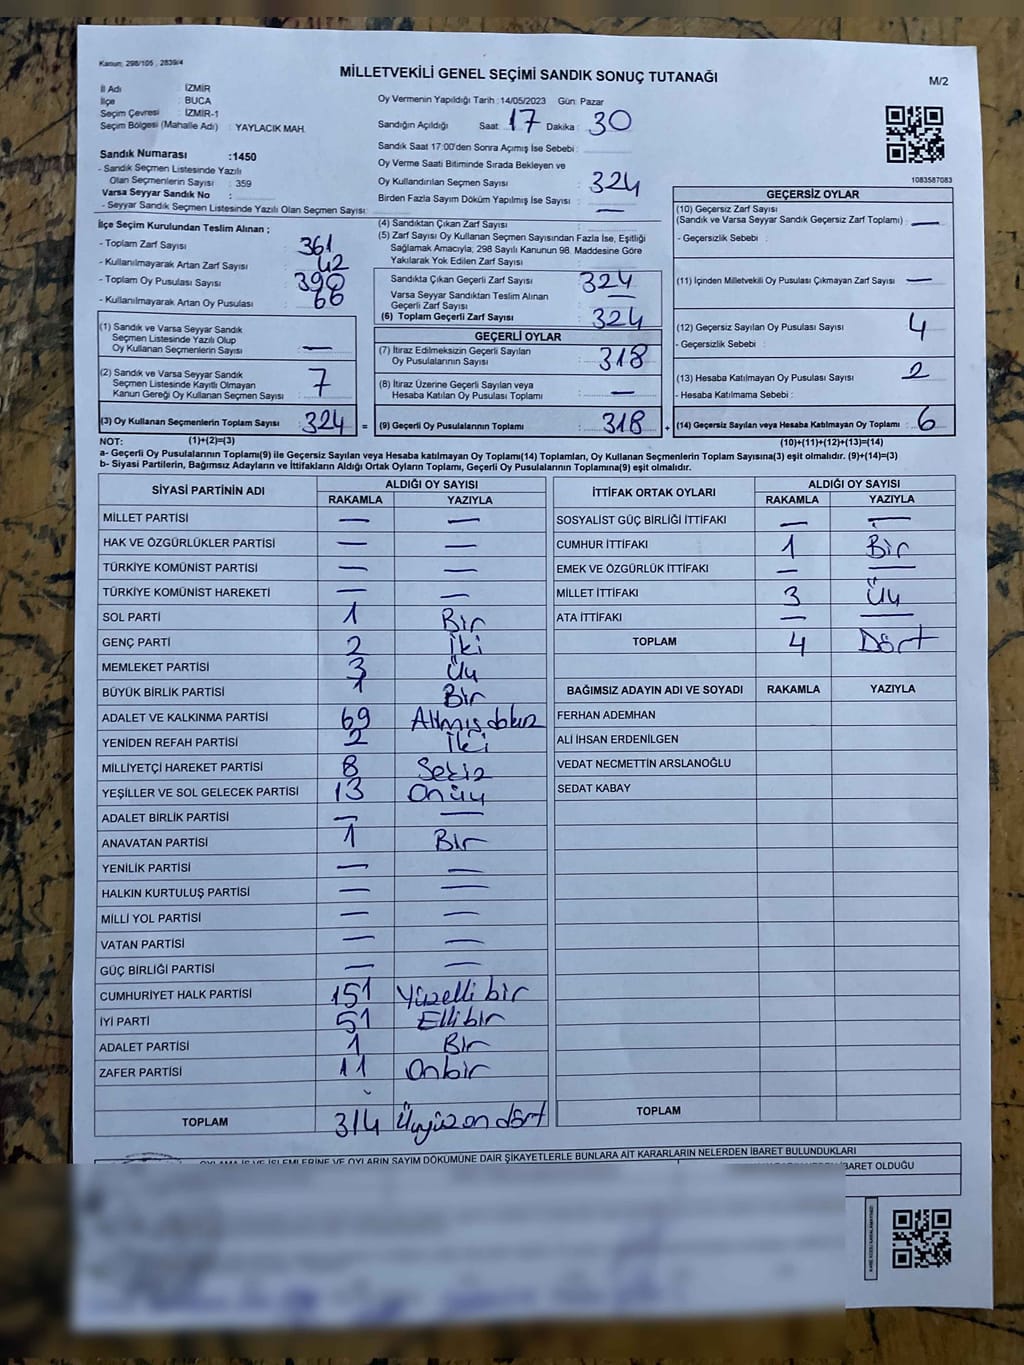 Kanun: 298/105 , 2839/4
MİLLETVEKİLİ GENEL SEÇİMİ SANDIK SONUÇ TUTANAĞI
M/2
İl Adı : İZMİR
İlçe : BUCA
Seçim Çevresi : İZMİR-1
Seçim Bölgesi (Mahalle Adı) : YAYLACIK MAH.
Oy Vermenin Yapıldığı Tarih :14/05/2023 Gün: Pazar
Sandığın Açıldığı Saat: 17 Dakika: 30
Sandık Saat 17:00'den Sonra Açımış İse Sebebi :
Oy Verme Saati Bitiminde Sırada Bekleyen ve
Oy Kullandırılan Seçmen Sayısı : 324
Birden Fazla Sayım Döküm Yapılmış İse Sayısı : —
Sandık Numarası :1450
- Sandık Seçmen Listesinde Yazılı
Olan Seçmenlerin Sayısı : 359
Varsa Seyyar Sandık No :
- Seyyar Sandık Seçmen Listesinde Yazılı Olan Seçmen Sayısı:
1083587083
İlçe Seçim Kurulundan Teslim Alınan ;
- Toplam Zarf Sayısı : 361
- Kullanılmayarak Artan Zarf Sayısı : 42
- Toplam Oy Pusulası Sayısı : 390
- Kullanılmayarak Artan Oy Pusulası : 66
(4) Sandıktan Çıkan Zarf Sayısı :
(5) Zarf Sayısı Oy Kullanan Seçmen Sayısından Fazla İse, Eşitliği
Sağlamak Amacıyla; 298 Sayılı Kanunun 98. Maddesine Göre
Yakılarak Yok Edilen Zarf Sayısı :
Sandıkta Çıkan Geçerli Zarf Sayısı : 324
Varsa Seyyar Sandıktan Teslim Alınan
Geçerli Zarf Sayısı : —
(6) Toplam Geçerli Zarf Sayısı : 324
GEÇERSİZ OYLAR
(10) Geçersiz Zarf Sayısı
(Sandık ve Varsa Seyyar Sandık Geçersiz Zarf Toplamı) : —
- Geçersizlik Sebebi :
(11) İçinden Milletvekili Oy Pusulası Çıkmayan Zarf Sayısı : —
(12) Geçersiz Sayılan Oy Pusulası Sayısı : 4
- Geçersizlik Sebebi :
(13) Hesaba Katılmayan Oy Pusulası Sayısı : 2
- Hesaba Katılmama Sebebi :
(14) Geçersiz Sayılan veya Hesaba Katılmayan Oy Toplamı : 6
(10)+(11)+(12)+(13)=(14)
(1) Sandık ve Varsa Seyyar Sandık
Seçmen Listesinde Yazılı Olup
Oy Kullanan Seçmenlerin Sayısı : —
(2) Sandık ve Varsa Seyyar Sandık
Seçmen Listesinde Kayıtlı Olmayan
Kanun Gereği Oy Kullanan Seçmen Sayısı : 7
(3) Oy Kullanan Seçmenlerin Toplam Sayısı : 324 =
GEÇERLİ OYLAR
(7) İtiraz Edilmeksizin Geçerli Sayılan
Oy Pusulalarının Sayısı : 318
(8) İtiraz Üzerine Geçerli Sayılan veya
Hesaba Katılan Oy Pusulası Toplamı : —
(9) Geçerli Oy Pusulalarının Toplamı : 318 +
NOT: (1)+(2)=(3)
a- Geçerli Oy Pusulalarının Toplamı(9) ile Geçersiz Sayılan veya Hesaba katılmayan Oy Toplamı(14) Toplamları, Oy Kullanan Seçmenlerin Toplam Sayısına(3) eşit olmalıdır. (9)+(14)=(3)
b- Siyasi Partilerin, Bağımsız Adayların ve İttifakların Aldığı Ortak Oyların Toplamı, Geçerli Oy Pusulalarının Toplamına(9) eşit olmalıdır.
SİYASİ PARTİNİN ADI ALDIĞI OY SAYISI
RAKAMLA YAZIYLA
MİLLET PARTİSİ — —
HAK VE ÖZGÜRLÜKLER PARTİSİ — —
TÜRKİYE KOMÜNİST PARTİSİ — —
TÜRKİYE KOMÜNİST HAREKETİ — —
SOL PARTİ 1 Bir
GENÇ PARTİ 2 İki
MEMLEKET PARTİSİ 3 Üç
BÜYÜK BİRLİK PARTİSİ 1 Bir
ADALET VE KALKINMA PARTİSİ 69 Altmışdokuz
YENİDEN REFAH PARTİSİ 2 İki
MİLLİYETÇİ HAREKET PARTİSİ 8 Sekiz
YEŞİLLER VE SOL GELECEK PARTİSİ 13 Onüç
ADALET BİRLİK PARTİSİ — —
ANAVATAN PARTİSİ 1 Bir
YENİLİK PARTİSİ — —
HALKIN KURTULUŞ PARTİSİ — —
MİLLİ YOL PARTİSİ — —
VATAN PARTİSİ — —
GÜÇ BİRLİĞİ PARTİSİ — —
CUMHURİYET HALK PARTİSİ 151 Yüzelli bir
İYİ PARTİ 51 Elli bir
ADALET PARTİSİ 1 Bir
ZAFER PARTİSİ 11 Onbir
TOPLAM 314 Üçyüz on dört
İTTİFAK ORTAK OYLARI ALDIĞI OY SAYISI
RAKAMLA YAZIYLA
SOSYALİST GÜÇ BİRLİĞİ İTTİFAKI — —
CUMHUR İTTİFAKI 1 Bir
EMEK VE ÖZGÜRLÜK İTTİFAKI — —
MİLLET İTTİFAKI 3 Üç
ATA İTTİFAKI — —
TOPLAM 4 Dört
BAĞIMSIZ ADAYIN ADI VE SOYADI RAKAMLA YAZIYLA
FERHAN ADEMHAN
ALİ İHSAN ERDENİLGEN
VEDAT NECMETTİN ARSLANOĞLU
SEDAT KABAY
TOPLAM
OYLAMA İŞ VE İŞLEMLERİNE VE OYLARIN SAYIM DÖKÜMÜNE DAİR ŞİKAYETLERLE BUNLARA AİT KARARLARIN NELERDEN İBARET BULUNDUKLARI
İBARET OLDUĞU